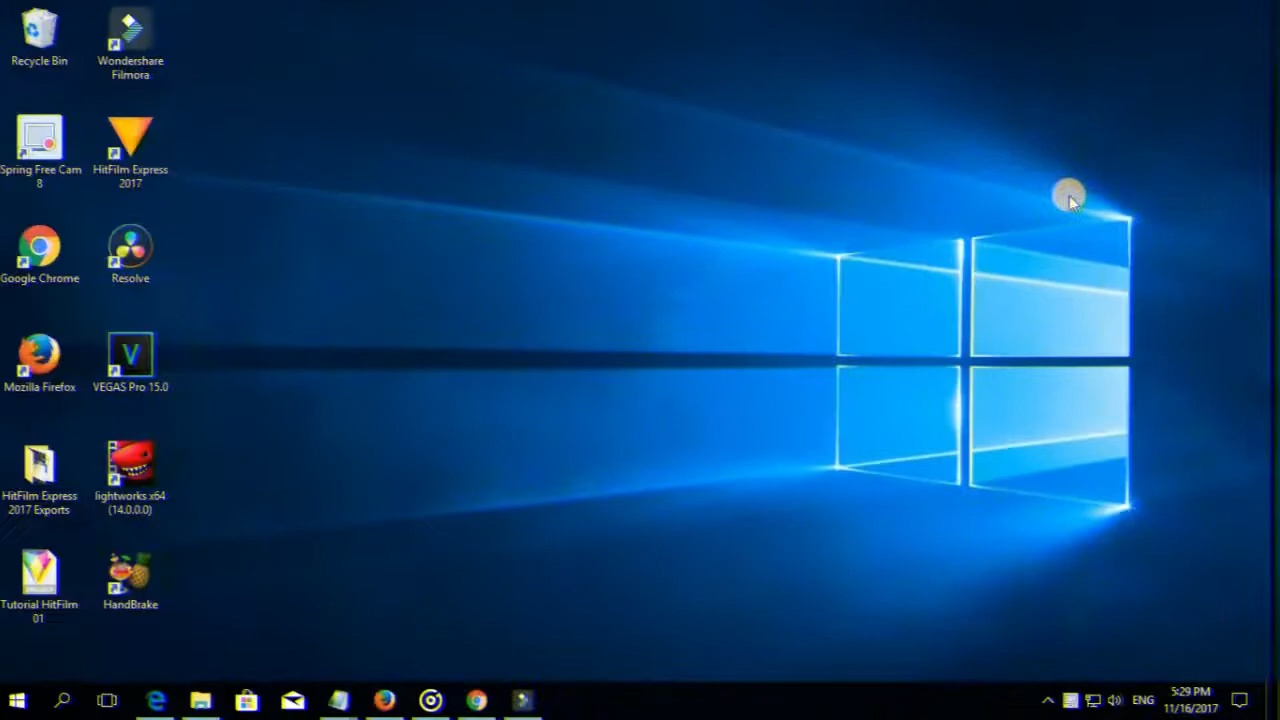 Recycle Bin
Wondershare
Filmora
Spring Free Cam
8
HitFilm Express
2017
Google Chrome
Resolve
Mozilla Firefox
VEGAS Pro 15.0
HitFilm Express
2017 Exports
lightworks x64
(14.0.0.0)
Tutorial HitFilm
01
HandBrake
ENG
5:29 PM
11/16/2017